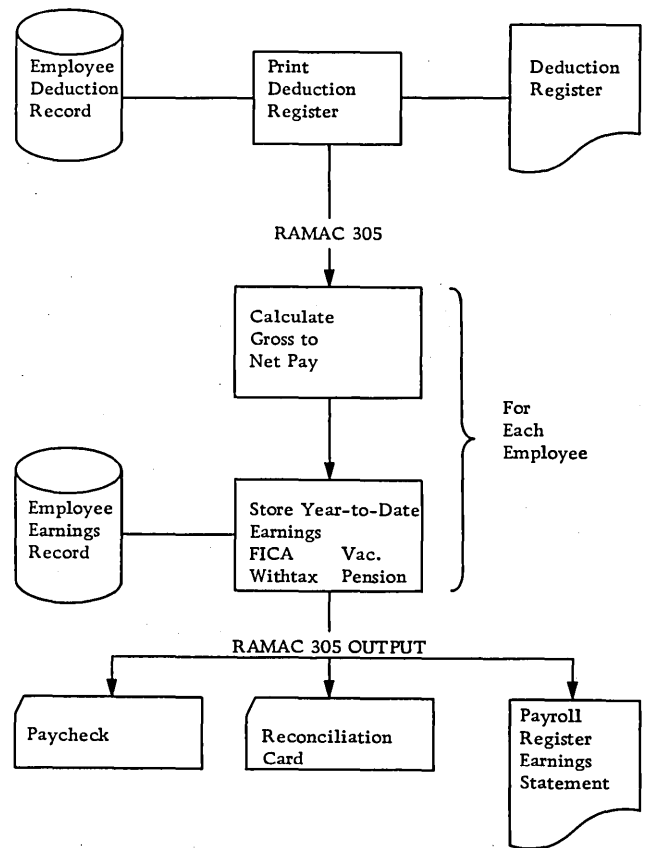 Employee
Deduction
Record
Print
Deduction
Register
Deduction
Register
RAMAC 305
Calculate
Gross to
Net Pay
For
Each
Employee
Employee
Earnings
Record
Store Year-to-Date
Earnings
FICA Vac.
Withtax Pension
RAMAC 305 OUTPUT
Paycheck
Reconciliation
Card
Payroll
Register
Earnings
Statement